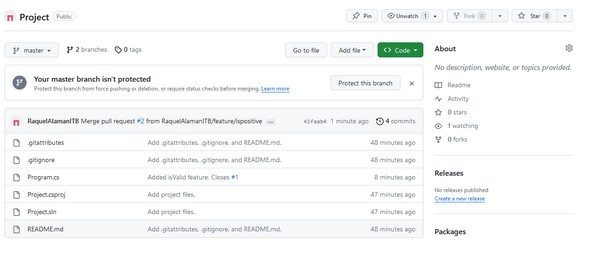 Project Public
Pin Unwatch 1 Fork 0 Star 0
master 2 branches 0 tags Go to file Add file Code
Your master branch isn't protected
Protect this branch from force pushing or deletion, or require status checks before merging. Learn more
Protect this branch
RaquelAlamanITB Merge pull request #2 from RaquelAlamanITB/feature/ispositive 1 minute ago 4 commits
.gitattributes Add .gitattributes, .gitignore, and README.md. 48 minutes ago
.gitignore Add .gitattributes, .gitignore, and README.md. 48 minutes ago
Program.cs Added isValid feature. Closes #1 8 minutes ago
Project.csproj Add project files. 47 minutes ago
Project.sln Add project files. 47 minutes ago
README.md Add .gitattributes, .gitignore, and README.md. 48 minutes ago
About
No description, website, or topics provided.
Readme
Activity
0 stars
1 watching
0 forks
Releases
No releases published
Create a new release
Packages